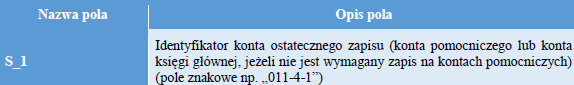 Nazwa pola Opis pola
Identyfikator konta ostatecznego zapisu (konta pomocniczego lub konta
S_1 księgi głównej, jeżeli nie jest wymagany zapis na kontach pomocniczych)
(pole znakowe np. „011-4-1”)